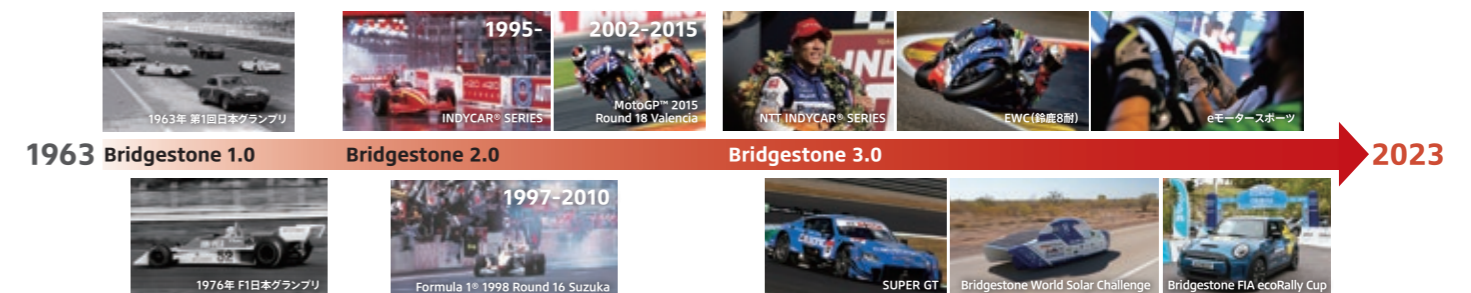 1995-
2002-2015
1963年 第1回日本グランプリ
INDYCAR® SERIES
MotoGP™ 2015
Round 18 Valencia
NTT INDYCAR® SERIES
EWC(鈴鹿8耐)
eモータースポーツ
1963
Bridgestone 1.0
Bridgestone 2.0
Bridgestone 3.0
2023
1997-2010
52
1976年 F1日本グランプリ
Formula 1® 1998 Round 16 Suzuka
SUPER GT
Bridgestone World Solar Challenge
Bridgestone FIA ecoRally Cup